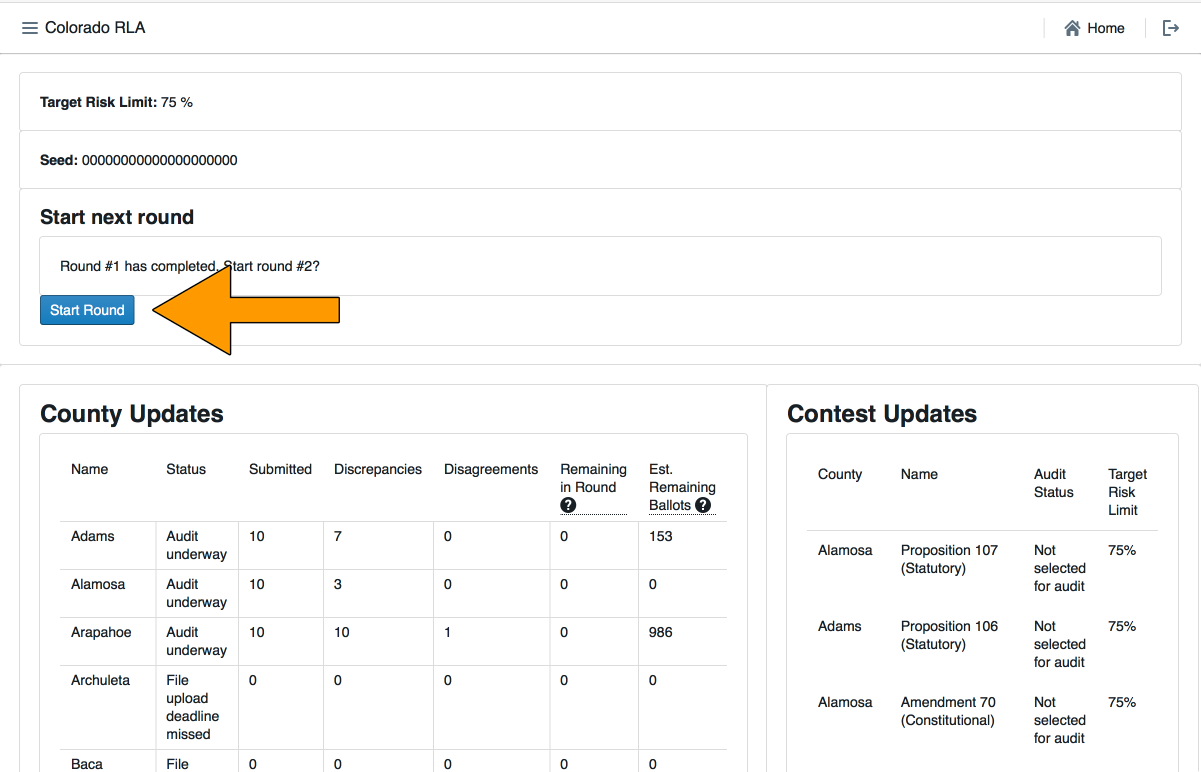 Colorado RLA
Home
Target Risk Limit: 75 %
Seed: 00000000000000000000
Start next round
Round #1 has completed. Start round #2?
Start Round
County Updates
Name Status Submitted Discrepancies Disagreements Remaining in Round ? Est. Remaining Ballots ?
Adams Audit underway 10 7 0 0 153
Alamosa Audit underway 10 3 0 0 0
Arapahoe Audit underway 10 10 1 0 986
Archuleta File upload deadline missed 0 0 0 0 0
Baca File 0 0 0 0 0
Contest Updates
County Name Audit Status Target Risk Limit
Alamosa Proposition 107 (Statutory) Not selected for audit 75%
Adams Proposition 106 (Statutory) Not selected for audit 75%
Alamosa Amendment 70 (Constitutional) Not selected for audit 75%